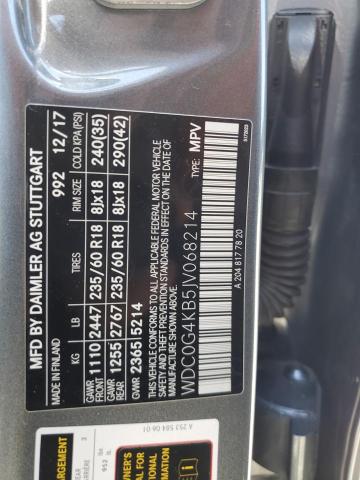 MFD BY DAIMLER AG STUTTGART
MADE IN FINLAND 992 12/17
KG LB TIRES RIM SIZE COLD KPA(PSI)
GAWR FRONT 1110 2447 235/60 R18 8Jx18 240(35)
GAWR REAR 1255 2767 235/60 R18 8Jx18 290(42)
GVWR 2365 5214
THIS VEHICLE CONFORMS TO ALL APPLICABLE FEDERAL MOTOR VEHICLE
SAFETY AND THEFT PREVENTION STANDARDS IN EFFECT ON THE DATE OF
MANUFACTURE SHOWN ABOVE.
TYPE: MPV
WDC0G4KB5JV068214
A 204 817 78 20
A 253 584 06 01